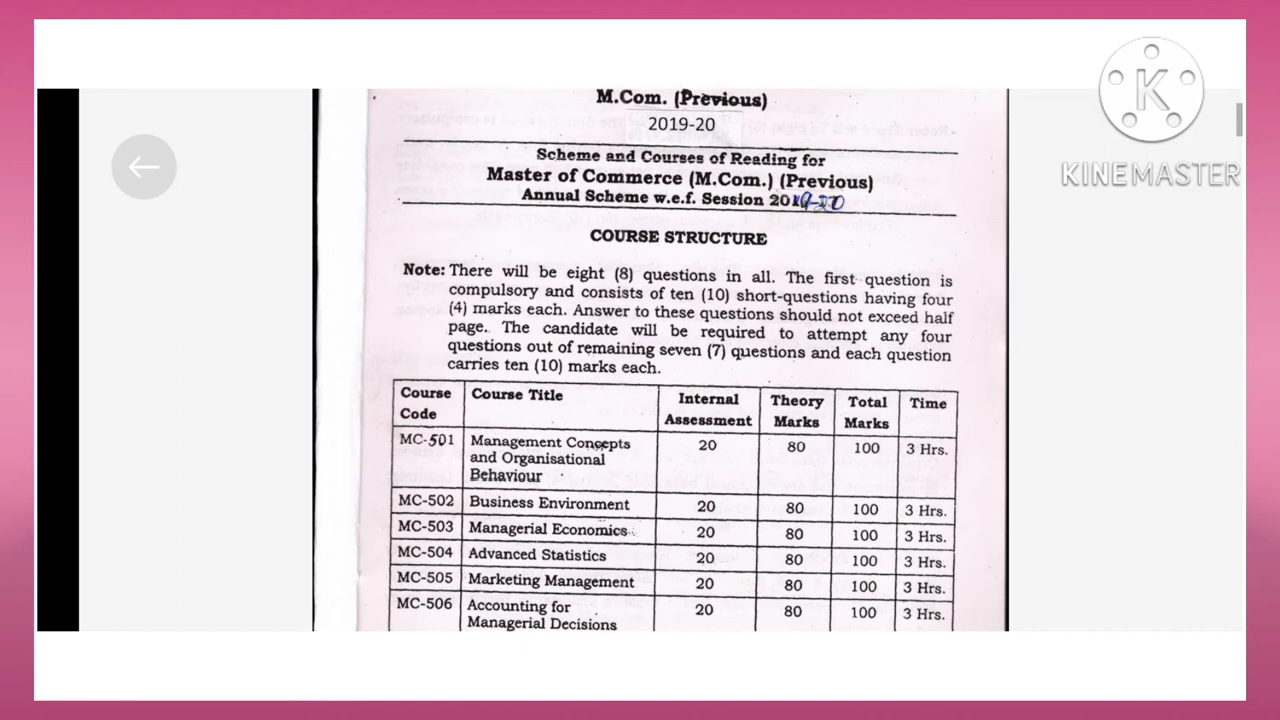 K
KINEMASTER
M.Com. (Previous)
2019-20
Scheme and Courses of Reading for
Master of Commerce (M.Com.) (Previous)
Annual Scheme w.e.f. Session 2019-20
COURSE STRUCTURE
Note: There will be eight (8) questions in all. The first question is
compulsory and consists of ten (10) short-questions having four
(4) marks each. Answer to these questions should not exceed half
page. The candidate will be required to attempt any four
questions out of remaining seven (7) questions and each question
carries ten (10) marks each.
Course Code Course Title Internal Assessment Theory Marks Total Marks Time
MC-501 Management Concepts and Organisational Behaviour 20 80 100 3 Hrs.
MC-502 Business Environment 20 80 100 3 Hrs.
MC-503 Managerial Economics 20 80 100 3 Hrs.
MC-504 Advanced Statistics 20 80 100 3 Hrs.
MC-505 Marketing Management 20 80 100 3 Hrs.
MC-506 Accounting for Managerial Decisions 20 80 100 3 Hrs.